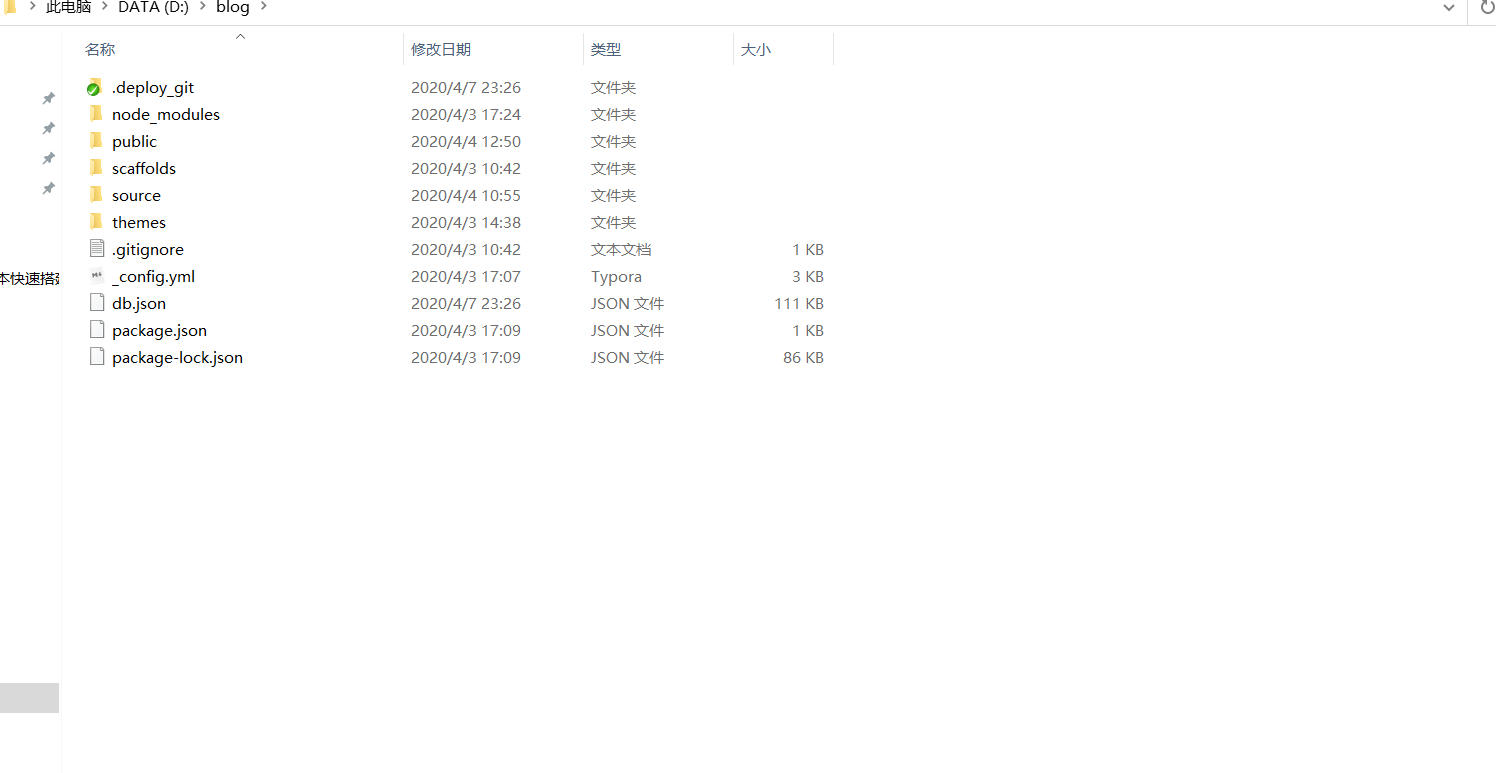 此电脑 > DATA (D:) > blog >
名称 修改日期 类型 大小
.deploy_git 2020/4/7 23:26 文件夹
node_modules 2020/4/3 17:24 文件夹
public 2020/4/4 12:50 文件夹
scaffolds 2020/4/3 10:42 文件夹
source 2020/4/4 10:55 文件夹
themes 2020/4/3 14:38 文件夹
.gitignore 2020/4/3 10:42 文本文档 1 KB
本快速搭
_config.yml 2020/4/3 17:07 Typora 3 KB
db.json 2020/4/7 23:26 JSON 文件 111 KB
package.json 2020/4/3 17:09 JSON 文件 1 KB
package-lock.json 2020/4/3 17:09 JSON 文件 86 KB